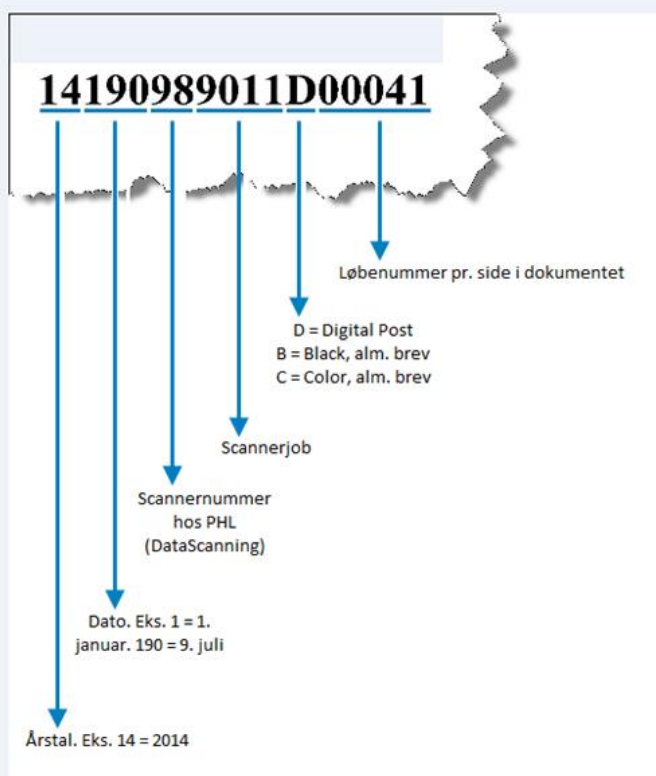 14190989011D00041
Løbenummer pr. side i dokumentet
D = Digital Post
B = Black, alm. brev
C = Color, alm. brev
Scannerjob
Scannernummer
hos PHL
(DataScanning)
Dato. Eks. 1 = 1.
januar. 190 = 9. juli
Årstal. Eks. 14 = 2014